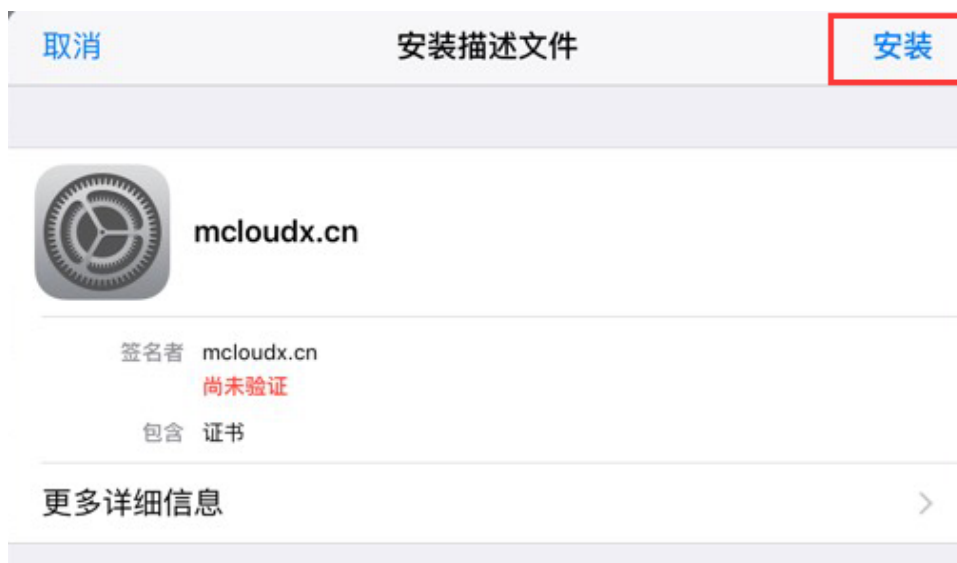 取消 安装描述文件 安装
mcloudx.cn
签名者 mcloudx.cn
尚未验证
包含 证书
更多详细信息